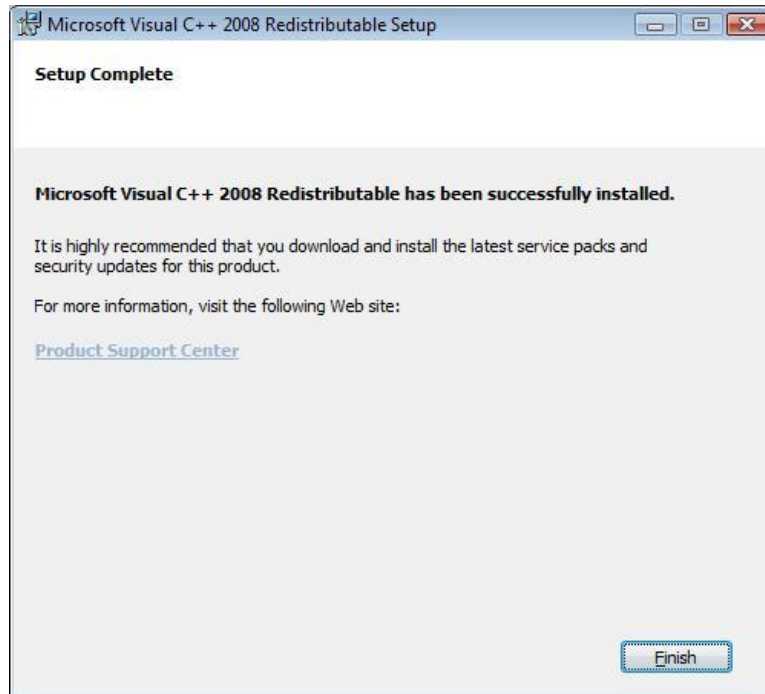 Microsoft Visual C++ 2008 Redistributable Setup
Setup Complete
Microsoft Visual C++ 2008 Redistributable has been successfully installed.
It is highly recommended that you download and install the latest service packs and
security updates for this product.
For more information, visit the following Web site:
Product Support Center
Finish